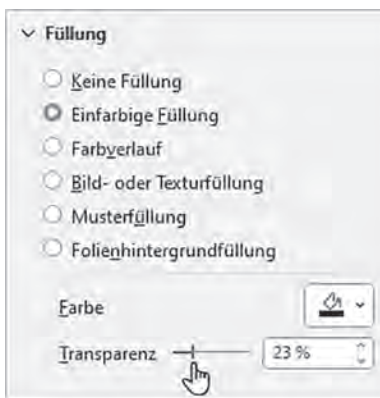 Füllung
Keine Füllung
Einfarbige Füllung
Farbverlauf
Bild- oder Texturfüllung
Musterfüllung
Folienhintergrundfüllung
Farbe
Transparenz 23 %